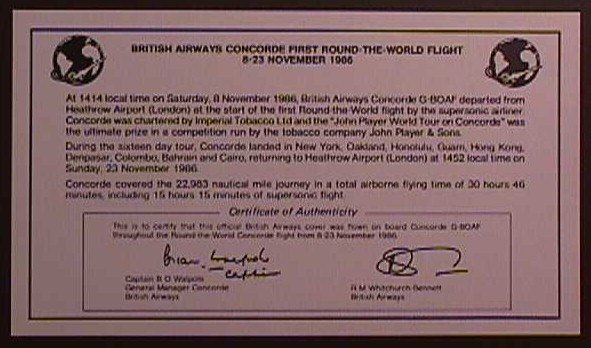 BRITISH AIRWAYS CONCORDE FIRST ROUND-THE-WORLD FLIGHT
8-23 NOVEMBER 1986
At 1414 local time on Saturday, 8 November 1986, British Airways Concorde G-BOAF departed from
Heathrow Airport (London) at the start of the first Round-the-World flight by the supersonic airliner.
Concorde was chartered by Imperial Tobacco Ltd and the "John Player World Tour on Concorde" was
the ultimate prize in a competition run by the tobacco company John Player & Sons.
During the sixteen day tour, Concorde landed in New York, Oakland, Honolulu, Guam, Hong Kong,
Denpasar, Colombo, Bahrain and Cairo, returning to Heathrow Airport (London) at 1452 local time on
Sunday, 23 November 1986.
Concorde covered the 22,983 nautical mile journey in a total airborne flying time of 30 hours 46
minutes, including 15 hours 15 minutes of supersonic flight.
Certificate of Authenticity
This is to certify that this official British Airways cover was flown on board Concorde G-BOAF
throughout the Round-the-World Concorde flight from 8-23 November 1986.
Brian Walpole
Captain
Captain B O Walpole
General Manager Concorde
British Airways
R M Whitchurch-Bennett
British Airways